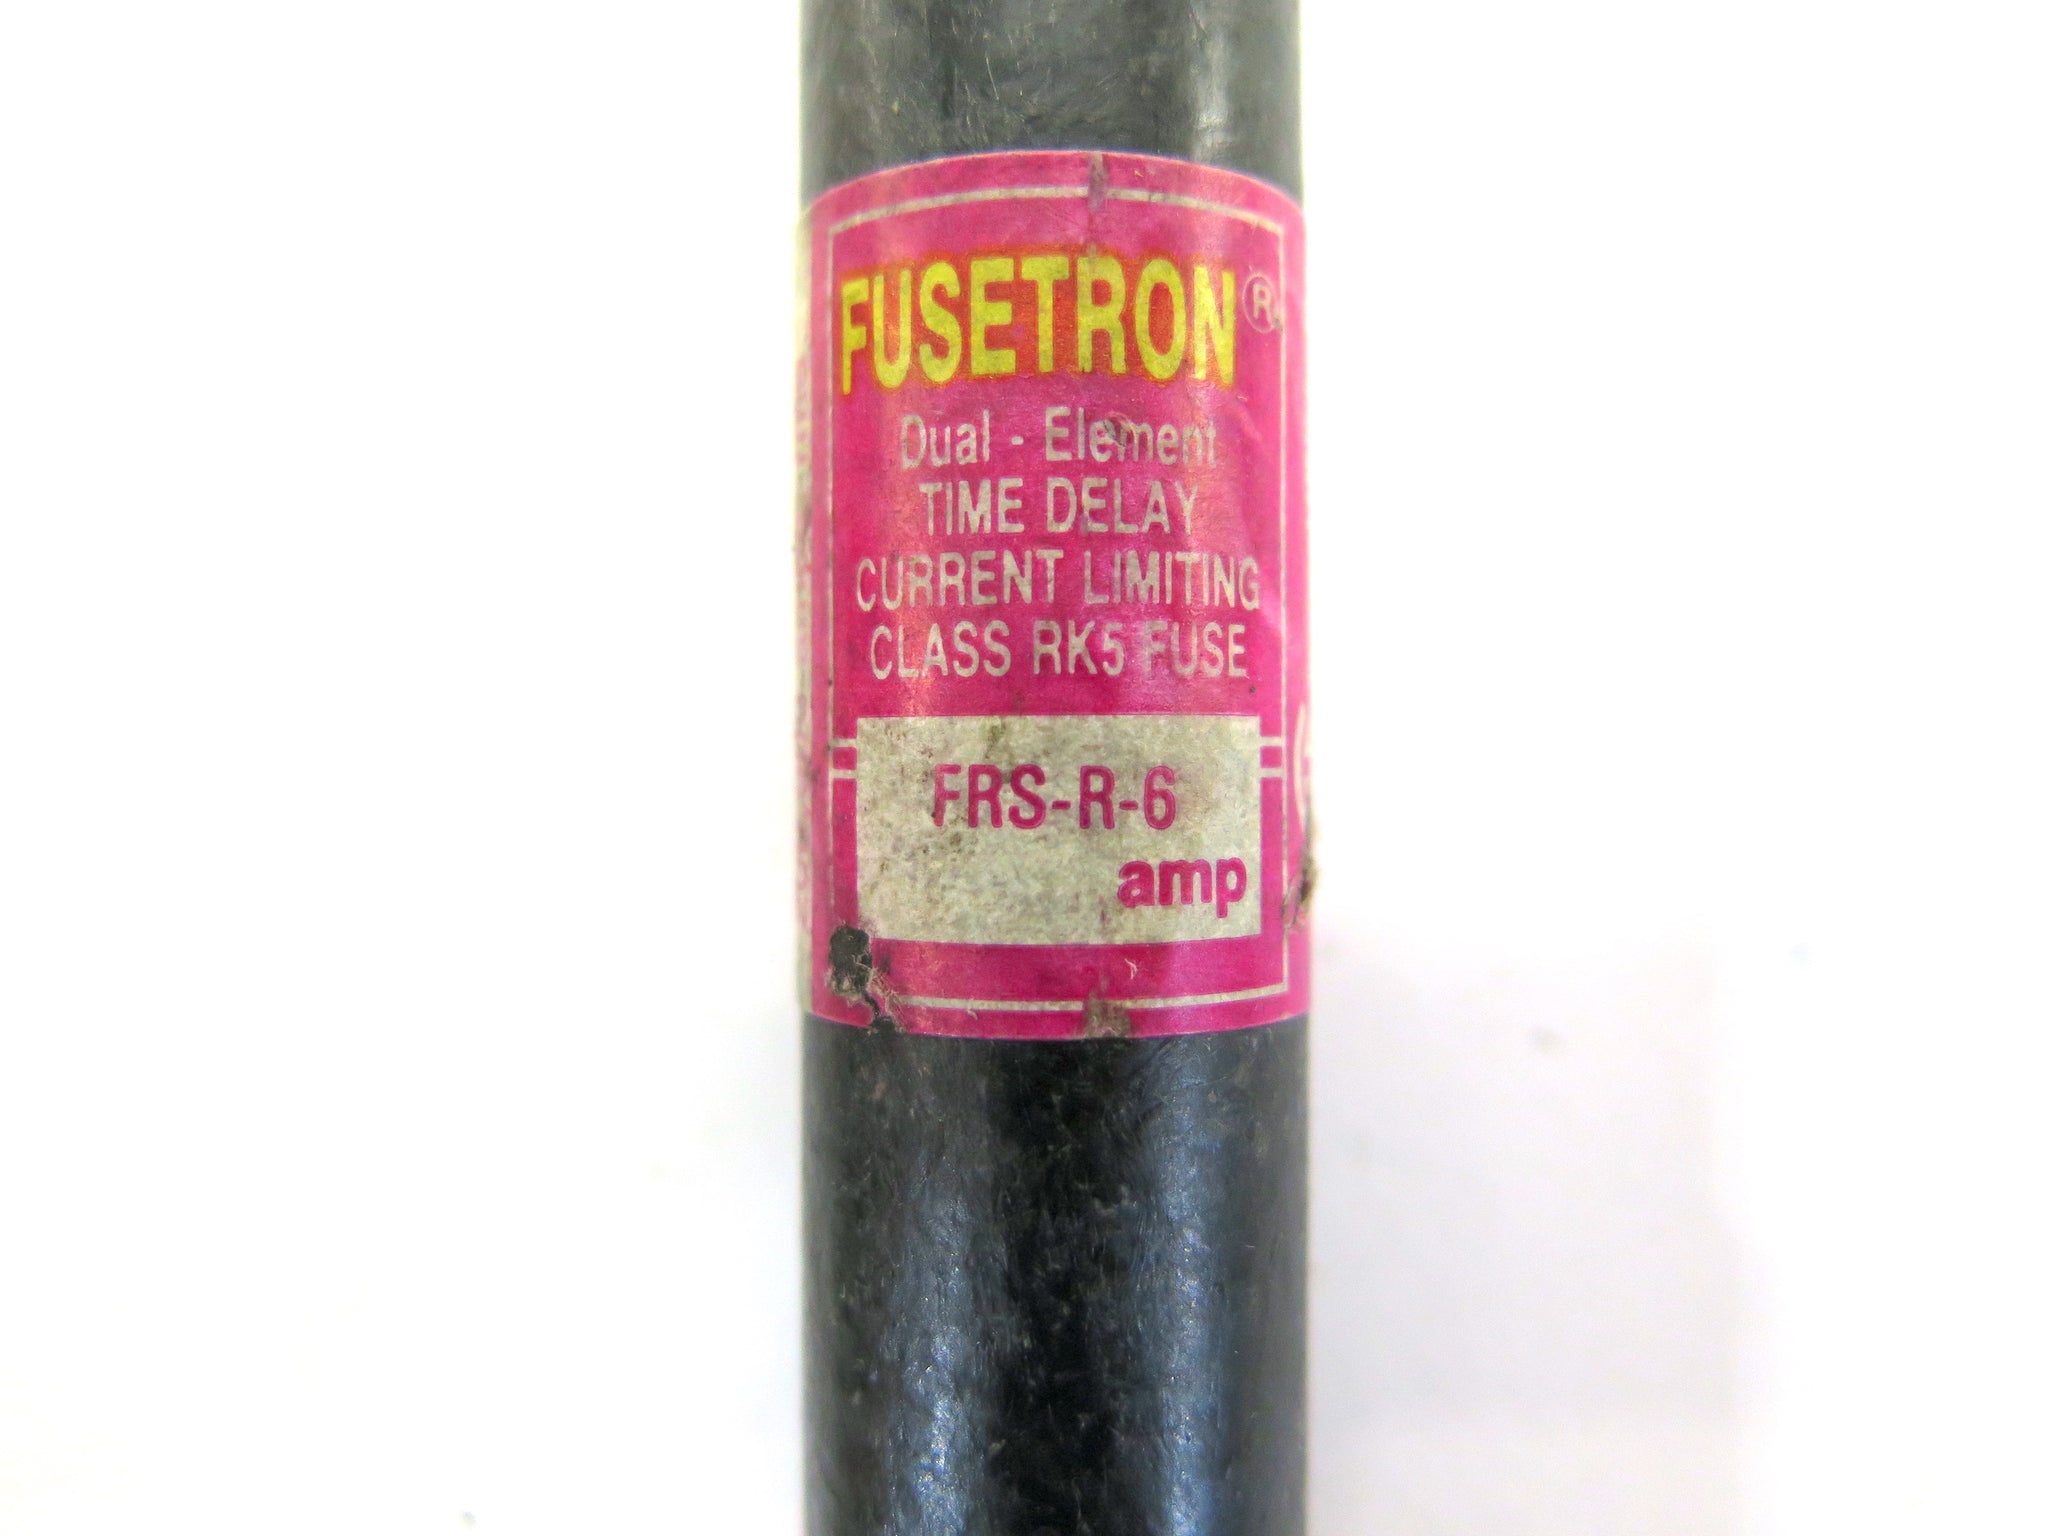 FUSETRON®
Dual - Element
TIME DELAY
CURRENT LIMITING
CLASS RK5 FUSE
FRS-R-6
amp